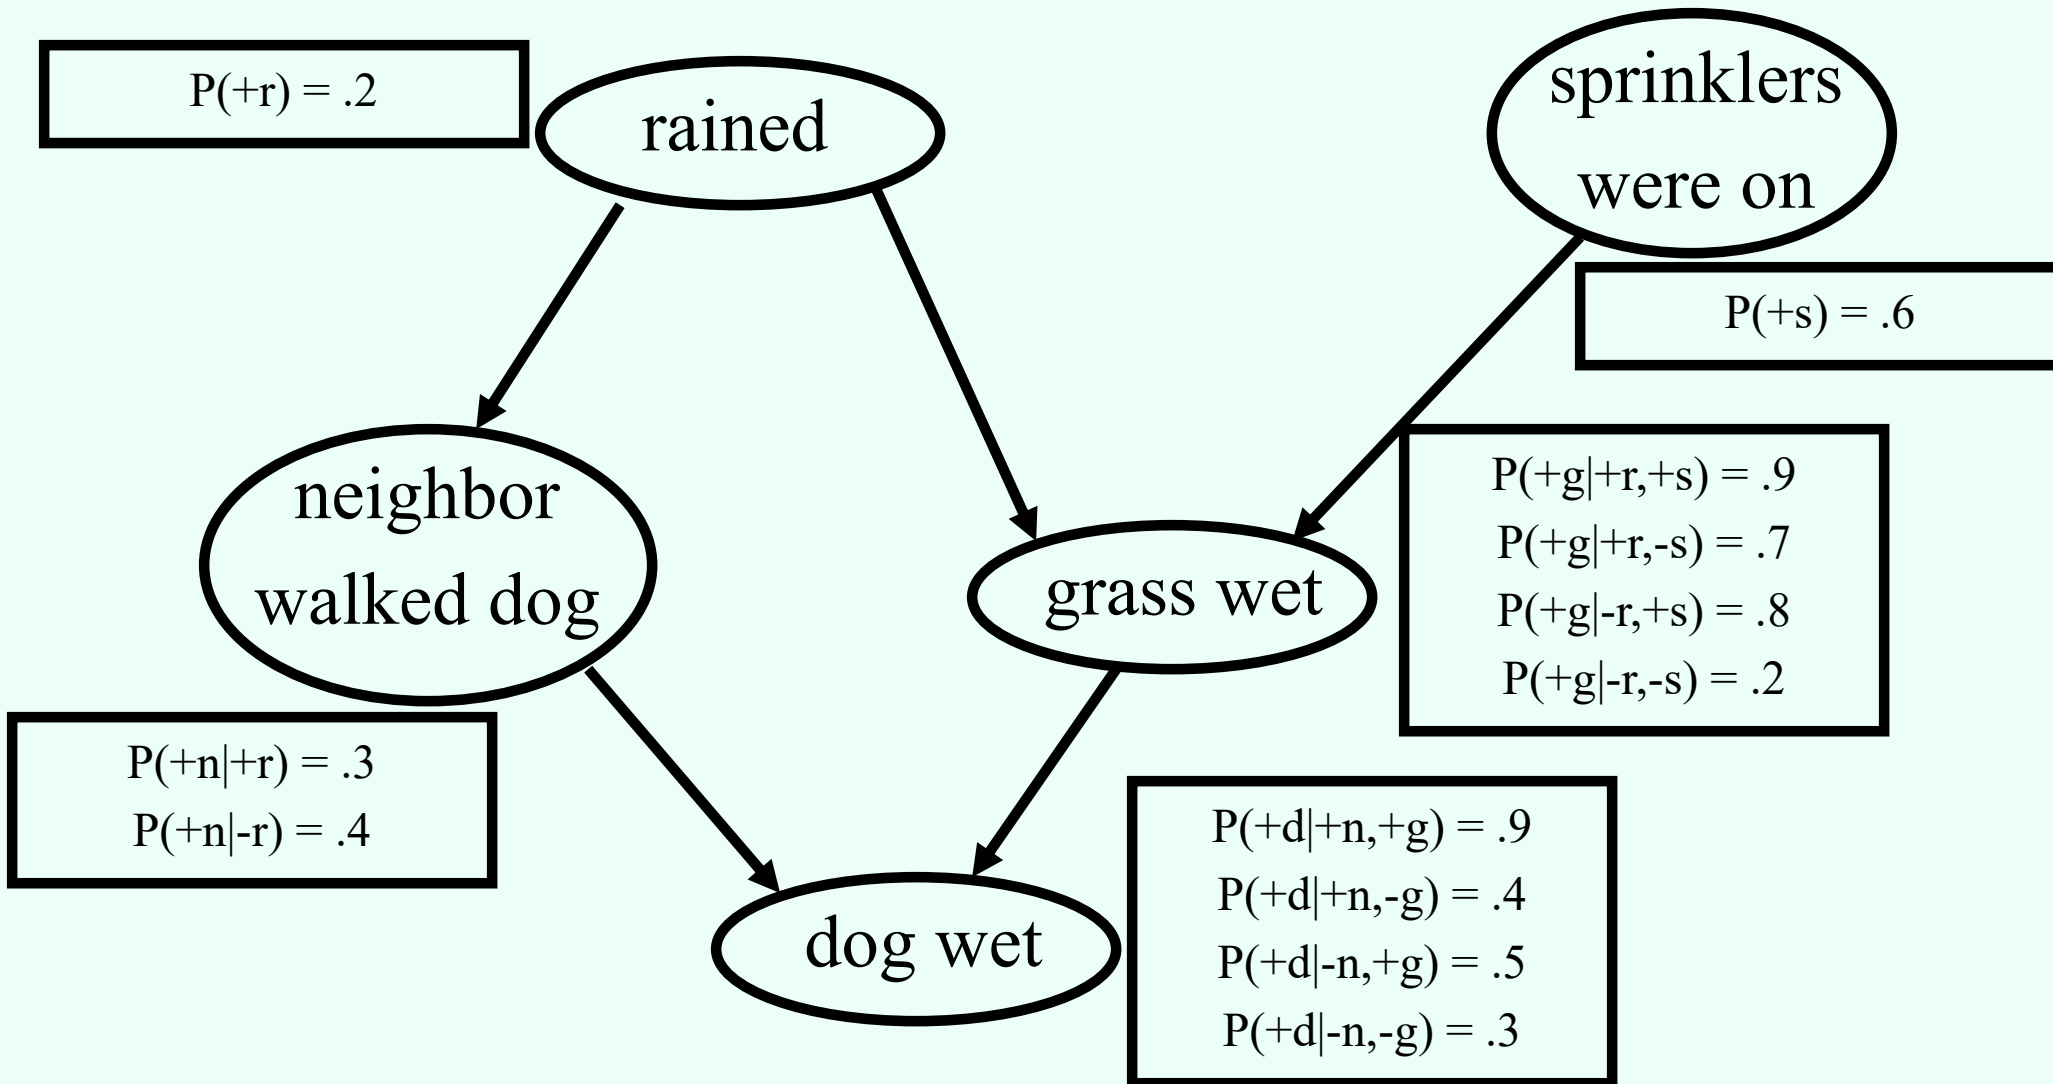 P(+r) = .2
rained
sprinklers
were on
P(+s) = .6
neighbor
walked dog
grass wet
P(+g|+r,+s) = .9
P(+g|+r,-s) = .7
P(+g|-r,+s) = .8
P(+g|-r,-s) = .2
P(+n|+r) = .3
P(+n|-r) = .4
dog wet
P(+d|+n,+g) = .9
P(+d|+n,-g) = .4
P(+d|-n,+g) = .5
P(+d|-n,-g) = .3